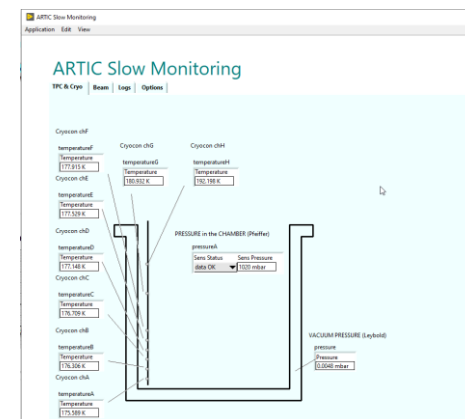 ARTIC Slow Monitoring
Application Edit View
ARTIC Slow Monitoring
TPC & Cryo Beam Logs Options
Cryocon chF
temperatureF
Temperature
177.915 K
Cryocon chG
temperatureG
Temperature
180.932 K
Cryocon chH
temperatureH
Temperature
192.198 K
Cryocon chE
temperatureE
Temperature
177.529 K
Cryocon chD
temperatureD
Temperature
177.148 K
PRESSURE in the CHAMBER (Pfeiffer)
pressureA
Sens Status Sens Pressure
data OK 1020 mbar
Cryocon chC
temperatureC
Temperature
176.709 K
Cryocon chB
temperatureB
Temperature
176.306 K
VACUUM PRESSURE (Leybold)
pressure
Pressure
0.0048 mbar
Cryocon chA
temperatureA
Temperature
175.589 K